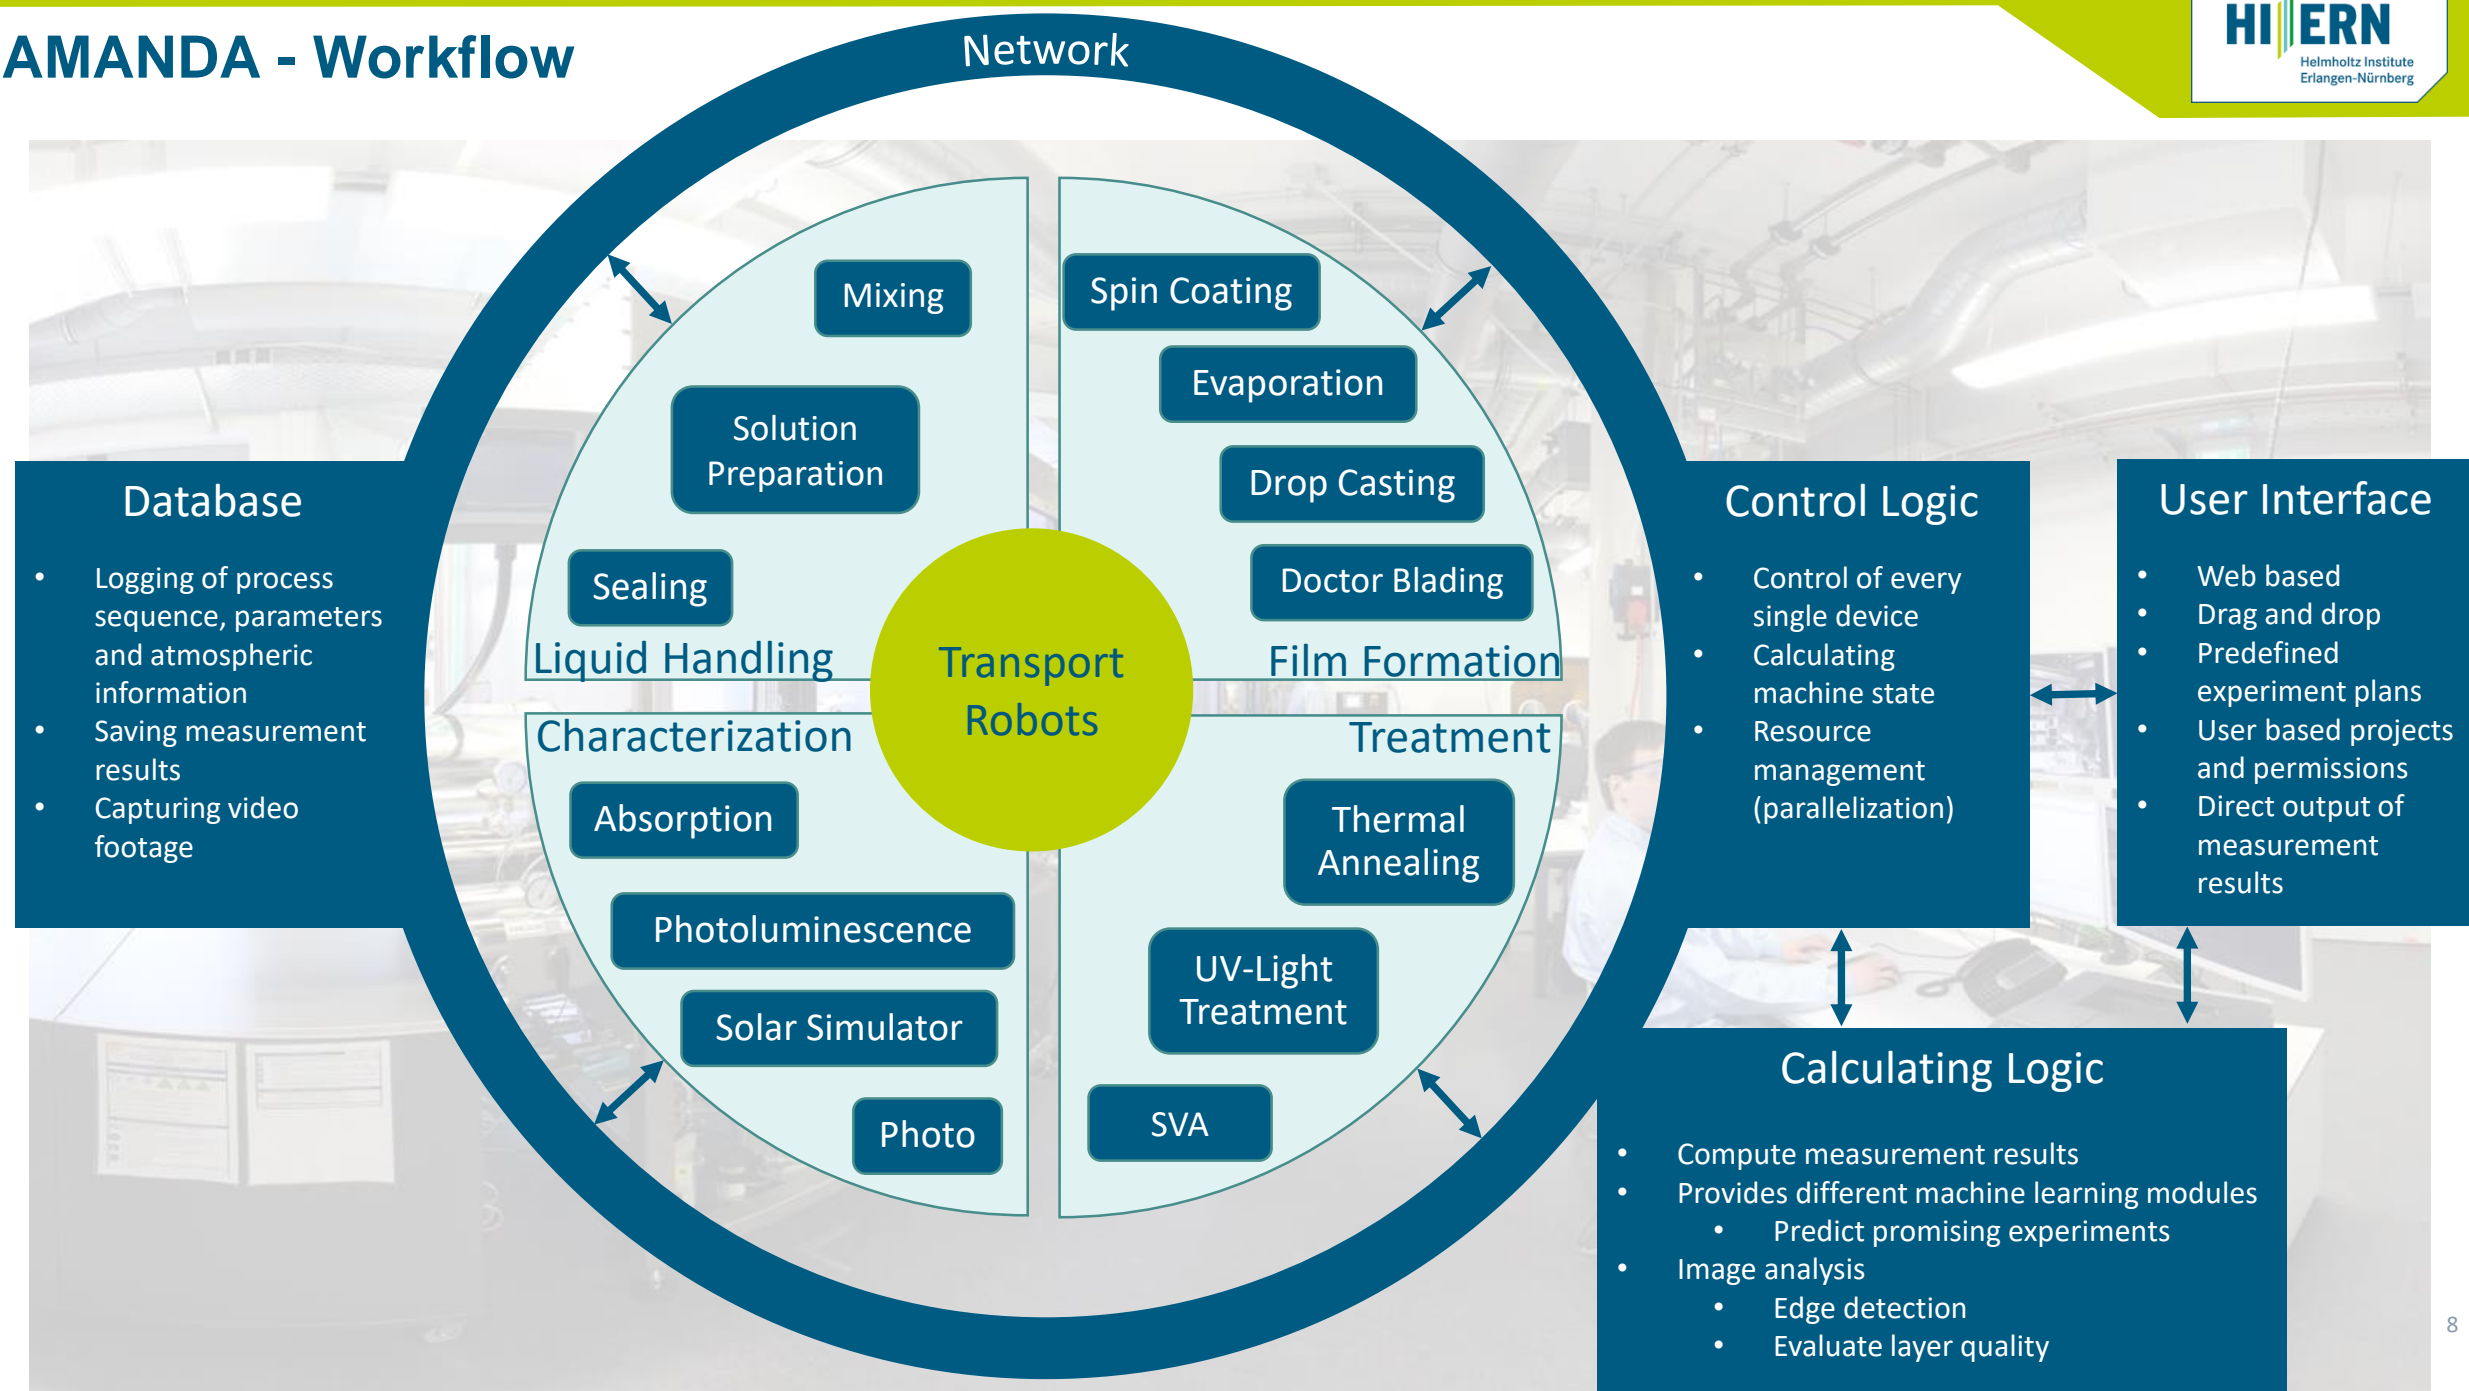 AMANDA - Workflow
Network
HI ERN
Helmholtz Institute
Erlangen-Nürnberg
Mixing
Solution
Preparation
Sealing
Liquid Handling
Spin Coating
Evaporation
Drop Casting
Doctor Blading
Film Formation
Transport
Robots
Characterization
Absorption
Photoluminescence
Solar Simulator
Photo
Treatment
Thermal
Annealing
UV-Light
Treatment
SVA
Database
• Logging of process
sequence, parameters
and atmospheric
information
• Saving measurement
results
• Capturing video
footage
Control Logic
• Control of every
single device
• Calculating
machine state
• Resource
management
(parallelization)
User Interface
• Web based
• Drag and drop
• Predefined
experiment plans
• User based projects
and permissions
• Direct output of
measurement
results
Calculating Logic
• Compute measurement results
• Provides different machine learning modules
• Predict promising experiments
• Image analysis
• Edge detection
• Evaluate layer quality
8